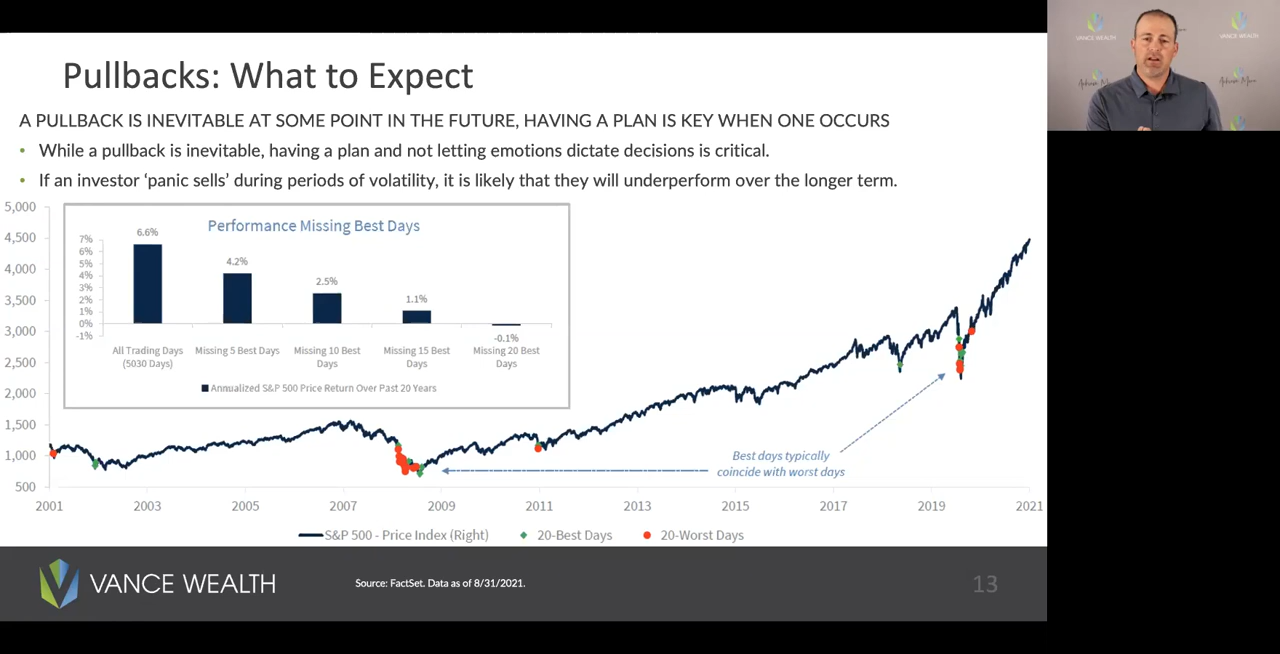 Pullbacks: What to Expect
A PULLBACK IS INEVITABLE AT SOME POINT IN THE FUTURE, HAVING A PLAN IS KEY WHEN ONE OCCURS
• While a pullback is inevitable, having a plan and not letting emotions dictate decisions is critical.
• If an investor ‘panic sells’ during periods of volatility, it is likely that they will underperform over the longer term.
5,000
4,500
4,000
3,500
3,000
2,500
2,000
1,500
1,000
500
Performance Missing Best Days
7%
6%
5%
4%
3%
2%
1%
0%
-1%
6.6%
4.2%
2.5%
1.1%
-0.1%
All Trading Days
(5030 Days)
Missing 5 Best Days
Missing 10 Best
Days
Missing 15 Best
Days
Missing 20 Best
Days
Annualized S&P 500 Price Return Over Past 20 Years
Best days typically
coincide with worst days
2001 2003 2005 2007 2009 2011 2013 2015 2017 2019 2021
S&P 500 - Price Index (Right) 20-Best Days 20-Worst Days
VANCE WEALTH
Source: FactSet. Data as of 8/31/2021.
13
VANCE WEALTH
VANCE WEALTH